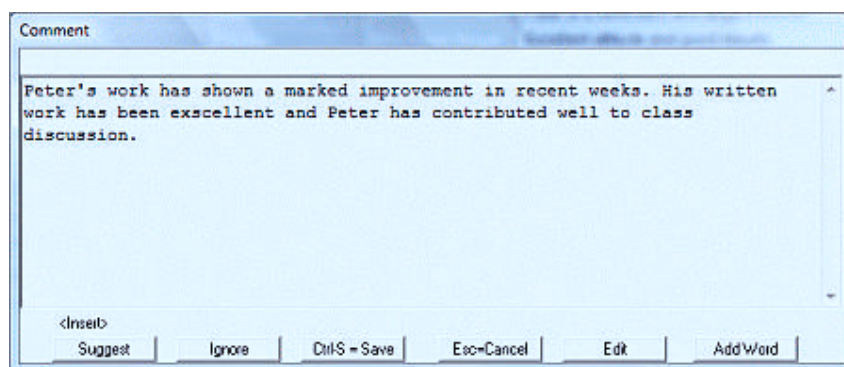 Comment
Peter's work has shown a marked improvement in recent weeks. His written
work has been exscellent and Peter has contributed well to class
discussion.
<Insert>
Suggest Ignore Ctrl-S = Save Esc=Cancel Edit Add Word